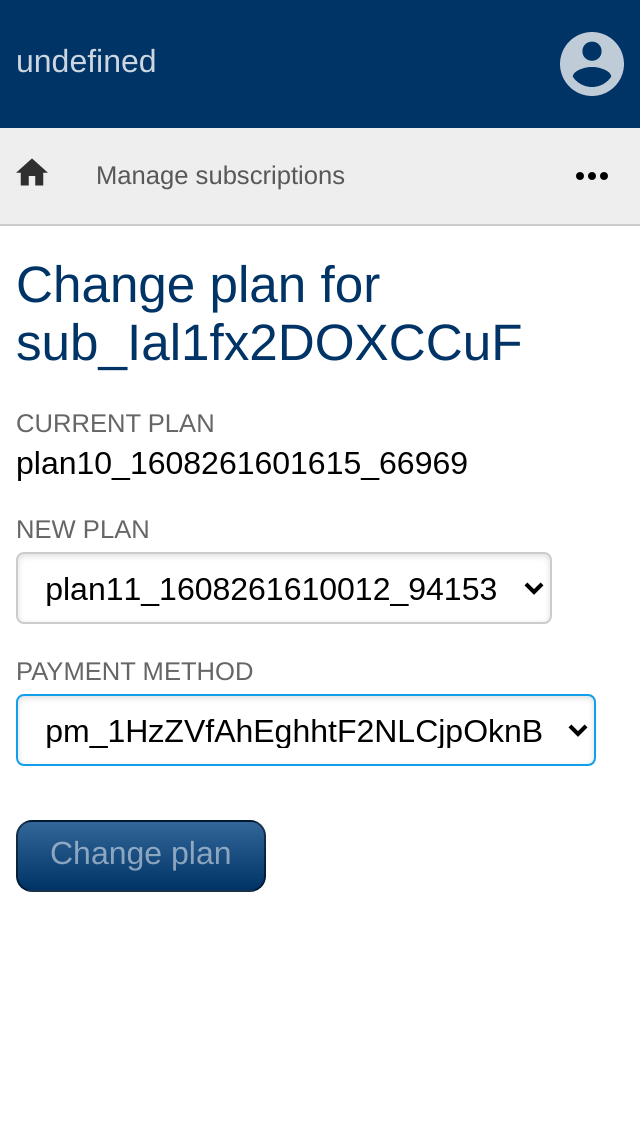 undefined
Manage subscriptions
Change plan for
sub_Ial1fx2DOXCCuF
CURRENT PLAN
plan10_1608261601615_66969
NEW PLAN
plan11_1608261610012_94153
PAYMENT METHOD
pm_1HzZVfAhEghhtF2NLCjpOknB
Change plan